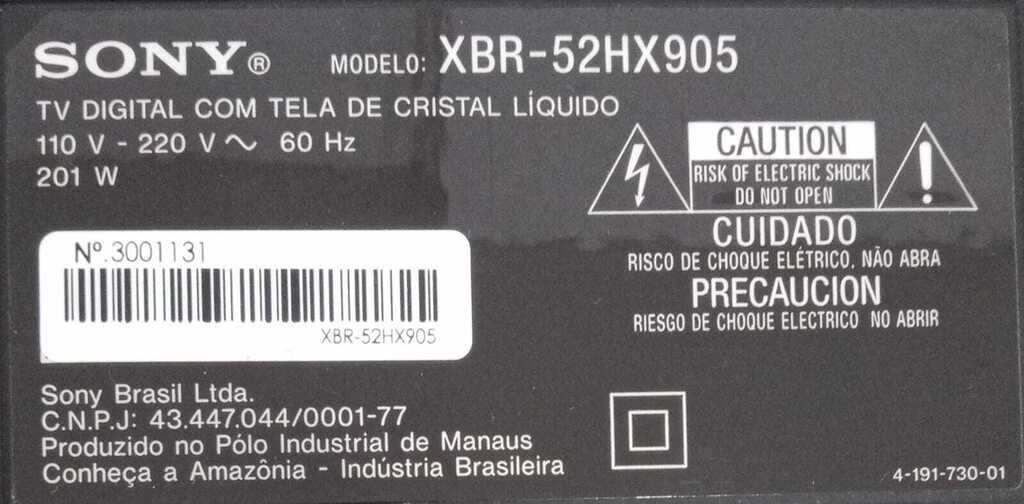 SONY® MODELO: XBR-52HX905
TV DIGITAL COM TELA DE CRISTAL LÍQUIDO
110 V - 220 V ~ 60 Hz
201 W
CAUTION
RISK OF ELECTRIC SHOCK
DO NOT OPEN
CUIDADO
RISCO DE CHOQUE ELÉTRICO, NÃO ABRA
PRECAUCION
RIESGO DE CHOQUE ELECTRICO NO ABRIR
Nº.3001131
XBR-52HX905
Sony Brasil Ltda.
C.N.P.J: 43.447.044/0001-77
Produzido no Pólo Industrial de Manaus
Conheça a Amazônia - Indústria Brasileira
4-191-730-01